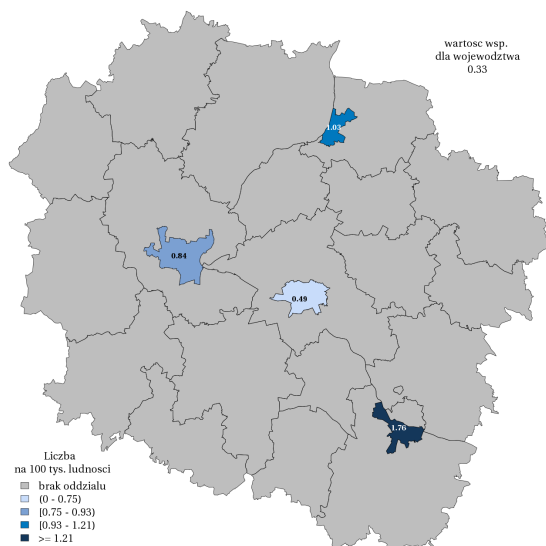 wartosc wsp.
dla wojewodztwa
0.33
1.03
0.84
0.49
1.76
Liczba
na 100 tys. ludnosci
brak oddzialu
(0 - 0.75)
[0.75 - 0.93)
[0.93 - 1.21)
>= 1.21